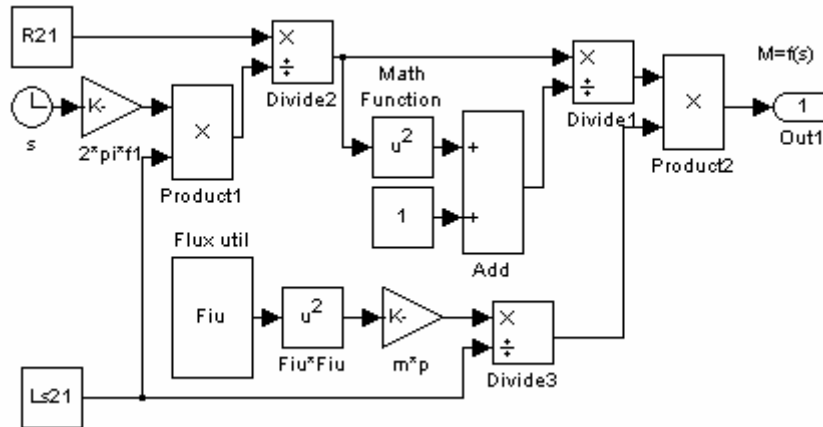 R21
×
÷
Divide2
s
K-
2*pi*f1
×
Product1
Math
Function
u²
1
+
+
Add
×
÷
Divide1
M=f(s)
×
Product2
1
Out1
Flux util
Fiu
u²
Fiu*Fiu
K-
m*p
×
÷
Divide3
Ls21